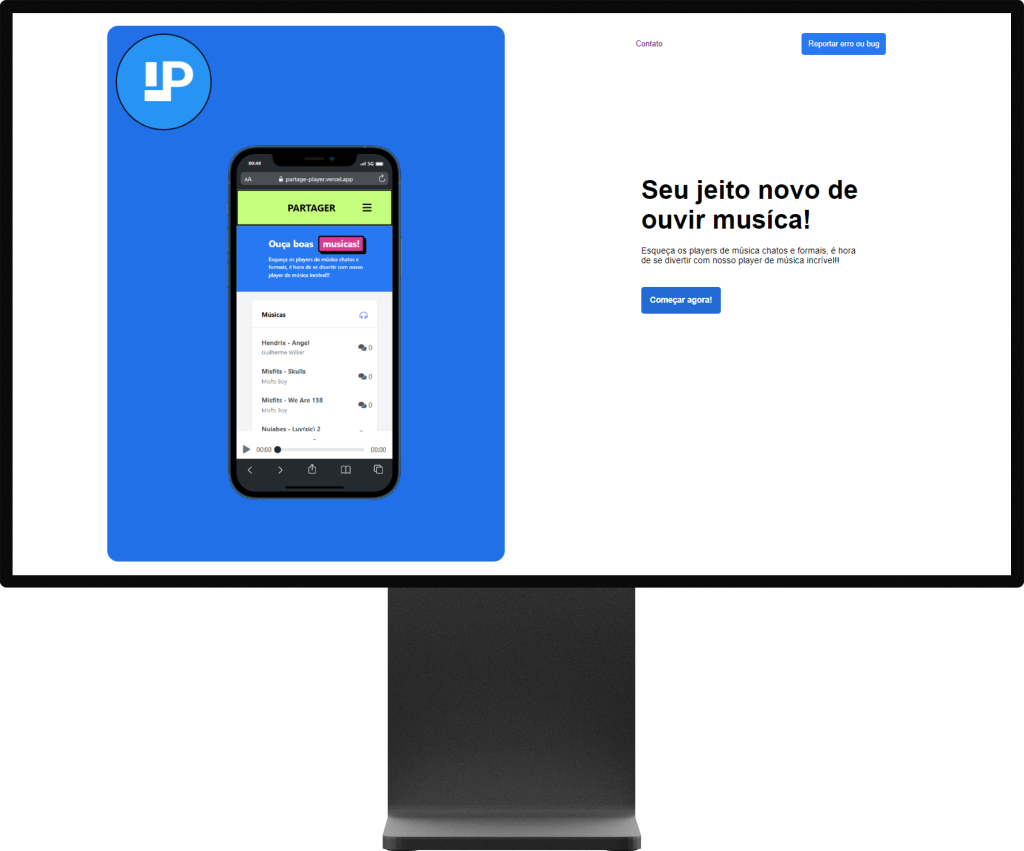 Contato
Reportar erro ou bug
00:48
5G
AA
partage-player.vercel.app
PARTAGER
Ouça boas musicas!
Esqueça os players de música chatos e
formais, é hora de se divertir com nosso
player de música incrível!!!
Músicas
Hendrix - Angel
Guilherme Wilker
0
Misfits - Skulls
Misfts Boy
0
Misfits - We Are 138
Misfts Boy
0
Nujabes - Luv(sic) 2
00:00
00:00
Seu jeito novo de
ouvir musíca!
Esqueça os players de música chatos e formais, é hora
de se divertir com nosso player de música incrível!!!
Começar agora!